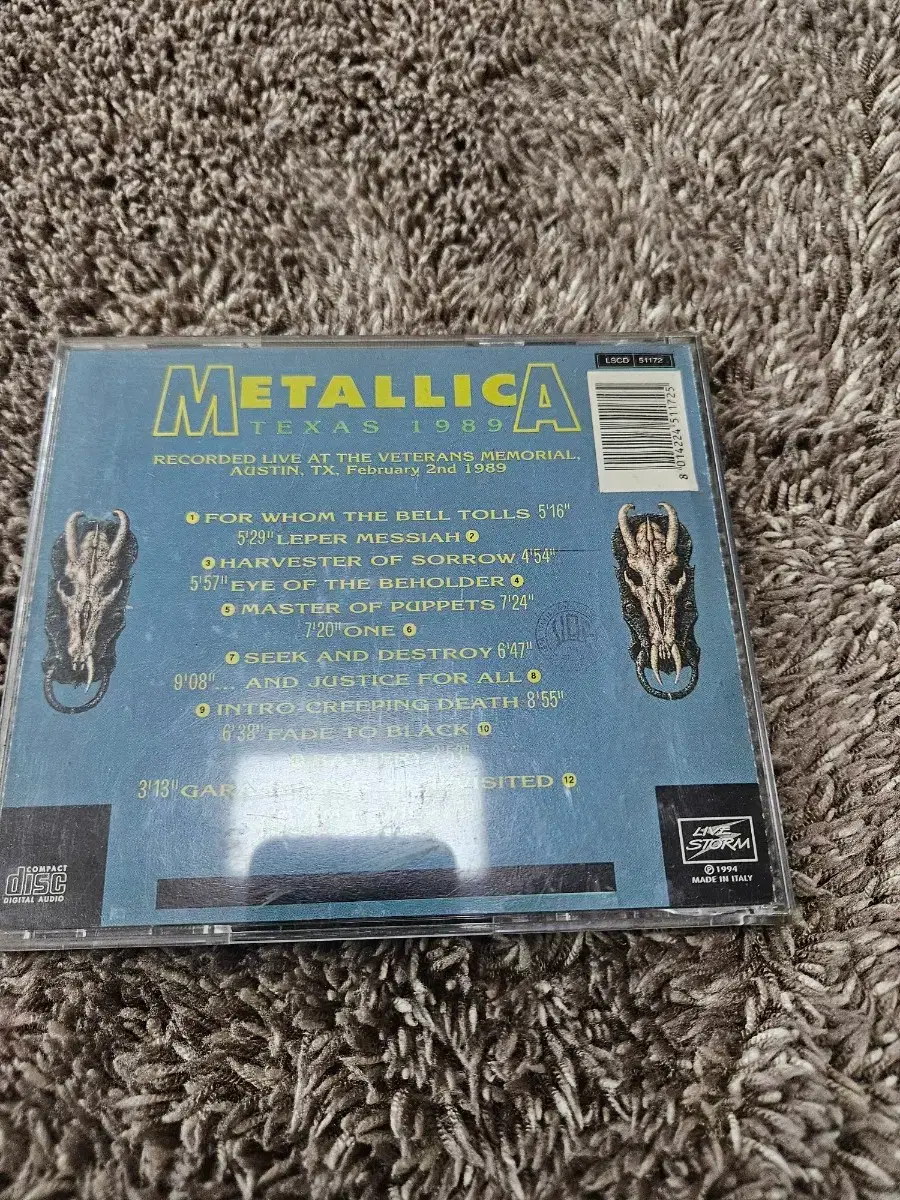 METALLICA
TEXAS 1989
RECORDED LIVE AT THE VETERANS MEMORIAL,
AUSTIN, TX, February 2nd 1989
LSCD 51172
8 014224 511725
1 FOR WHOM THE BELL TOLLS 5'16"
5'29" LEPER MESSIAH 2
3 HARVESTER OF SORROW 4'54"
5'57" EYE OF THE BEHOLDER 4
5 MASTER OF PUPPETS 7'24"
7'20" ONE 6
7 SEEK AND DESTROY 6'47"
9'08" ... AND JUSTICE FOR ALL 8
9 INTRO-CREEPING DEATH 8'55"
6'38" FADE TO BLACK 10
3'13" 12
COMPACT
disc
DIGITAL AUDIO
LIVE
STORM
℗ 1994
MADE IN ITALY